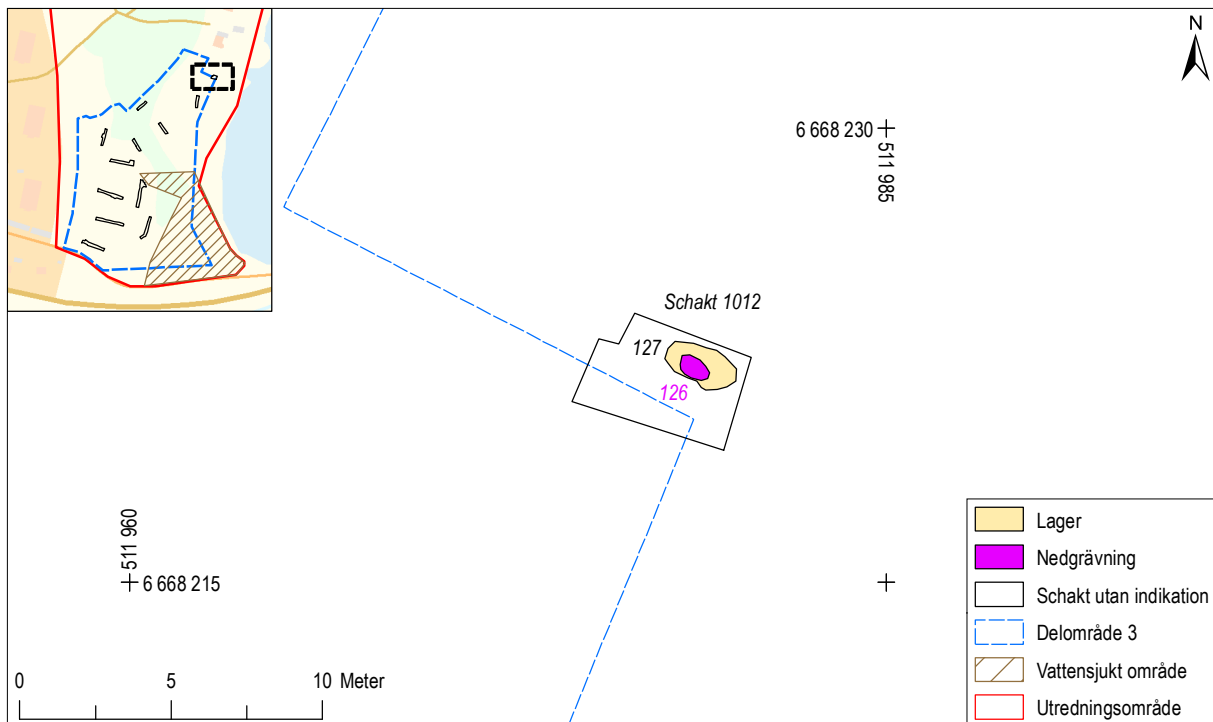 N
6 668 230
511 985
Schakt 1012
127
126
511 960
6 668 215
0 5 10 Meter
Lager
Nedgrävning
Schakt utan indikation
Delområde 3
Vattensjukt område
Utredningsområde